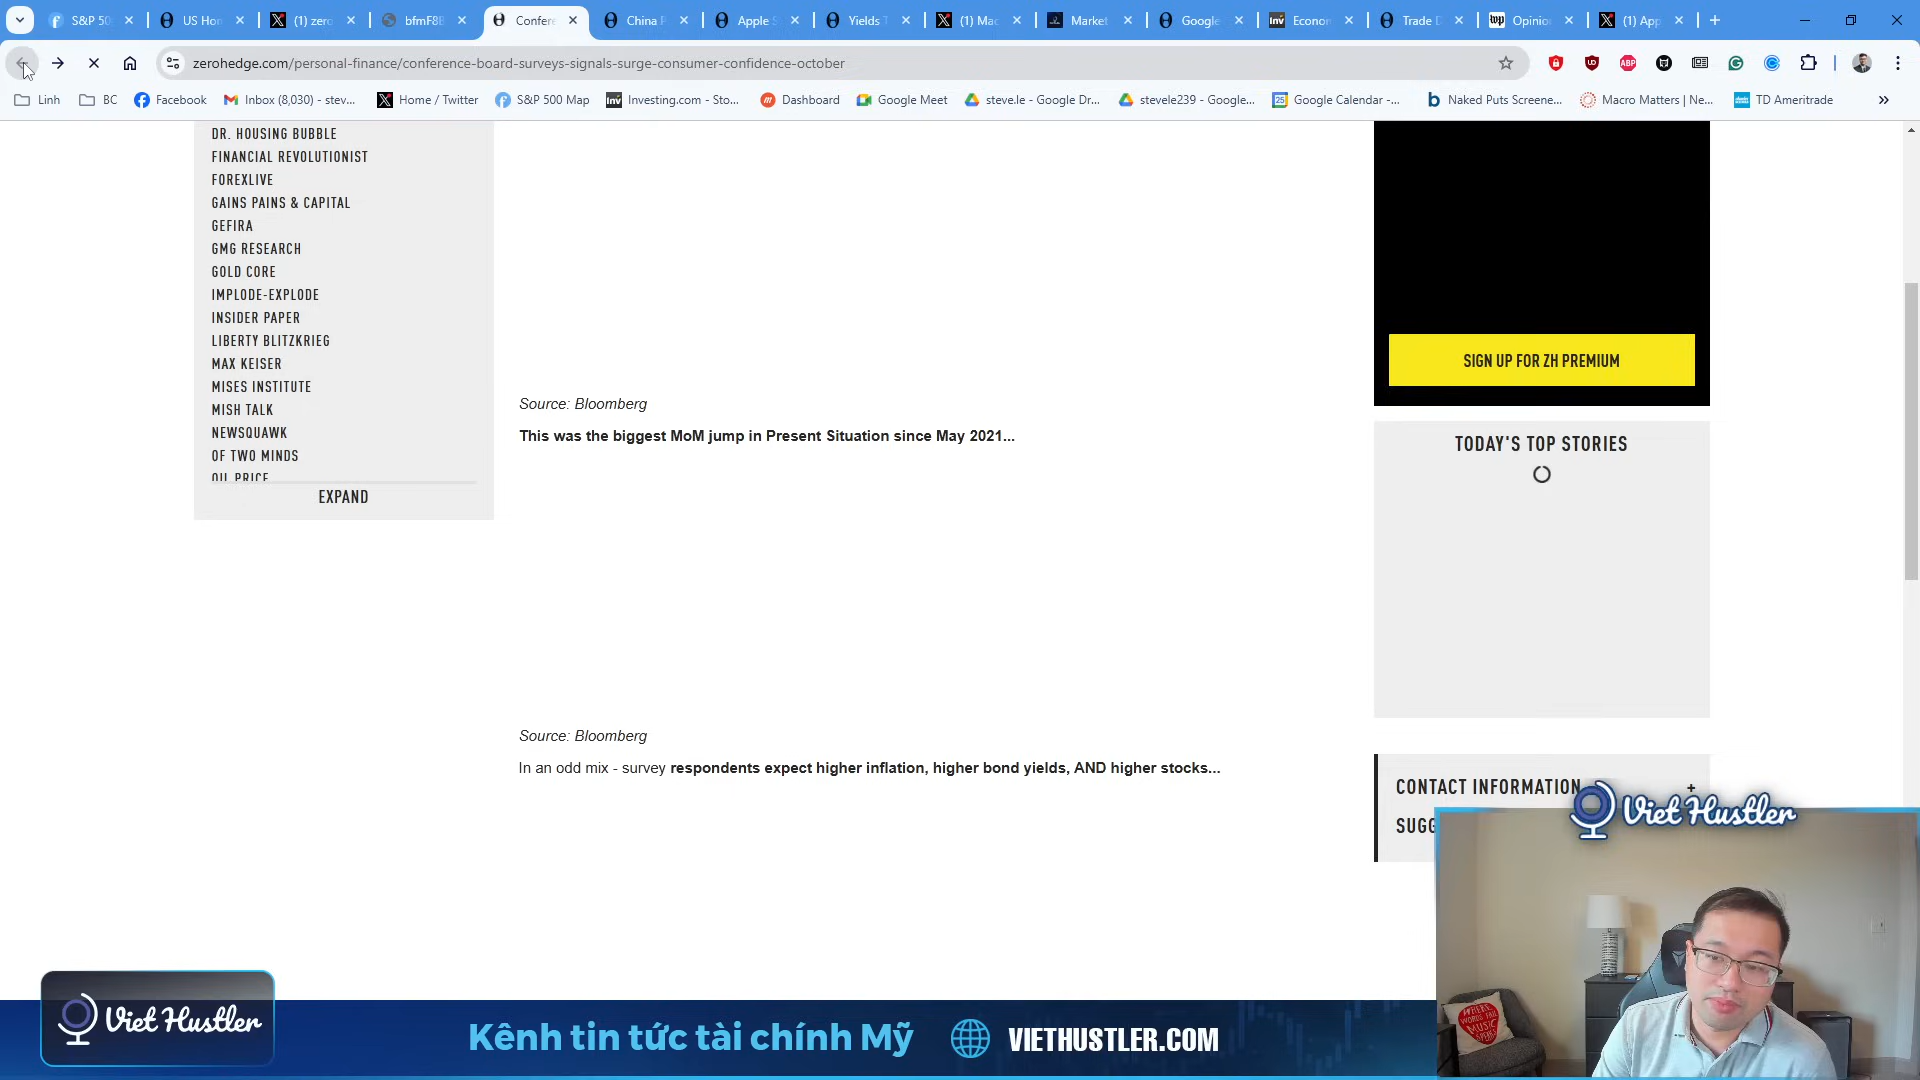 S&P 50
US Hon
(1) zero
bfmF8E
Confere
China P
Apple S
Yields T
(1) Mac
Market
Google
Econom
Trade D
Opinio
(1) App
zerohedge.com/personal-finance/conference-board-surveys-signals-surge-consumer-confidence-october
Linh
BC
Facebook
Inbox (8,030) - stev...
Home / Twitter
S&P 500 Map
Investing.com - Sto...
Dashboard
Google Meet
steve.le - Google Dr...
stevele239 - Google...
Google Calendar -...
Naked Puts Screene...
Macro Matters | Ne...
TD Ameritrade
DR. HOUSING BUBBLE
FINANCIAL REVOLUTIONIST
FOREXLIVE
GAINS PAINS & CAPITAL
GEFIRA
GMG RESEARCH
GOLD CORE
IMPLODE-EXPLODE
INSIDER PAPER
LIBERTY BLITZKRIEG
MAX KEISER
MISES INSTITUTE
MISH TALK
NEWSQUAWK
OF TWO MINDS
OIL PRICE
EXPAND
Source: Bloomberg
This was the biggest MoM jump in Present Situation since May 2021...
Source: Bloomberg
In an odd mix - survey respondents expect higher inflation, higher bond yields, AND higher stocks...
SIGN UP FOR ZH PREMIUM
TODAY'S TOP STORIES
CONTACT INFORMATION +
SUGG
Viet Hustler
Viet Hustler
Kênh tin tức tài chính Mỹ
VIETHUSTLER.COM